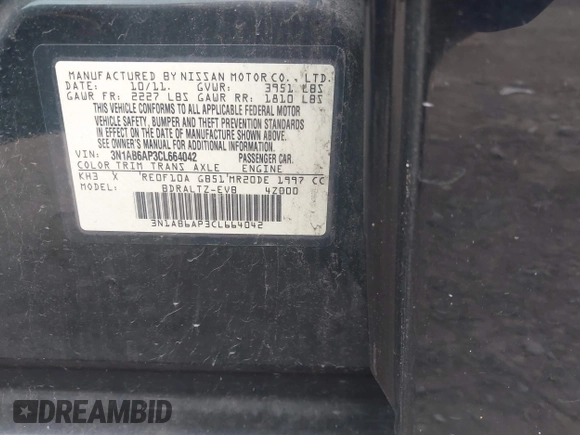 MANUFACTURED BY NISSAN MOTOR CO., LTD.
DATE: 10/11. GVWR: 3951 LBS
GAWR FR: 2227 LBS GAWR RR: 1810 LBS
THIS VEHICLE CONFORMS TO ALL APPLICABLE FEDERAL MOTOR
VEHICLE SAFETY, BUMPER AND THEFT PREVENTION STANDARDS
IN EFFECT ON THE DATE OF MANUFACTURE SHOWN ABOVE.
SEE OWNER'S MANUAL FOR ADDITIONAL INFORMATION.
VIN: 3N1AB6AP3CL664042 PASSENGER CAR.
COLOR TRIM TRANS AXLE ENGINE
KH3 X RE0F10A GB51 MR20DE 1997 CC
MODEL: BDRALTZ-EVB 4Z000
3N1AB6AP3CL664042
DREAMBID